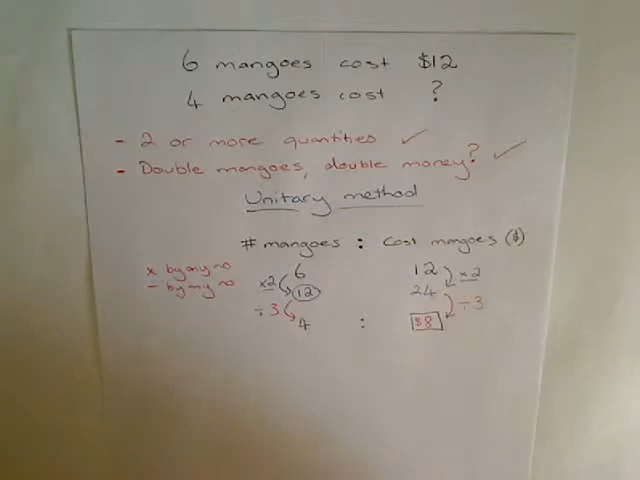 6 mangoes cost $12
4 mangoes cost ?
- 2 or more quantities ✓
- Double mangoes, double money? ✓
Unitary method
# mangoes : cost mangoes ($)
× by any no 6 12 ×2
÷ by any no ×2 12 24
÷3 4 : $8 ÷3